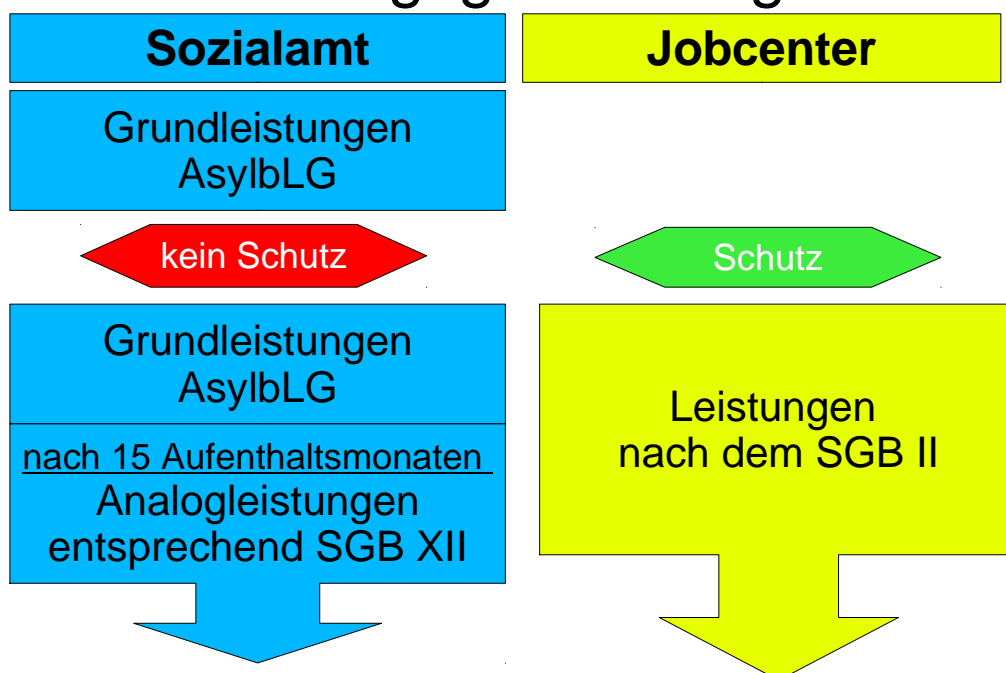 Sozialamt
Jobcenter
Grundleistungen
AsylbLG
kein Schutz
Schutz
Grundleistungen
AsylbLG
nach 15 Aufenthaltsmonaten
Analogleistungen
entsprechend SGB XII
Leistungen
nach dem SGB II